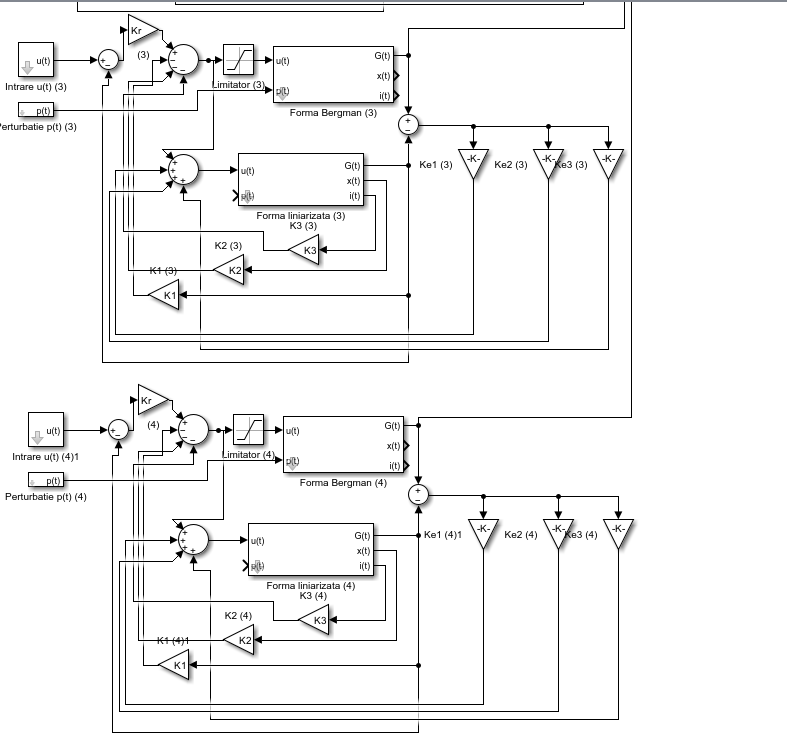 Kr
(3)
u(t)
Intrare u(t) (3)
Limitator (3)
u(t)
p(t)
G(t)
x(t)
i(t)
Forma Bergman (3)
p(t)
Perturbatie p(t) (3)
Ke1 (3)
-K-
Ke2 (3)
-K-
Ke3 (3)
-K-
u(t)
p(t)
G(t)
x(t)
i(t)
Forma liniarizata (3)
K3 (3)
K3
K2 (3)
K2
K1 (3)
K1
Kr
(4)
u(t)
Intrare u(t) (4)1
Limitator (4)
u(t)
p(t)
G(t)
x(t)
i(t)
Forma Bergman (4)
p(t)
Perturbatie p(t) (4)
Ke1 (4)1
-K-
Ke2 (4)
-K-
Ke3 (4)
-K-
u(t)
p(t)
G(t)
x(t)
i(t)
Forma liniarizata (4)
K3 (4)
K3
K2 (4)
K2
K1 (4)1
K1